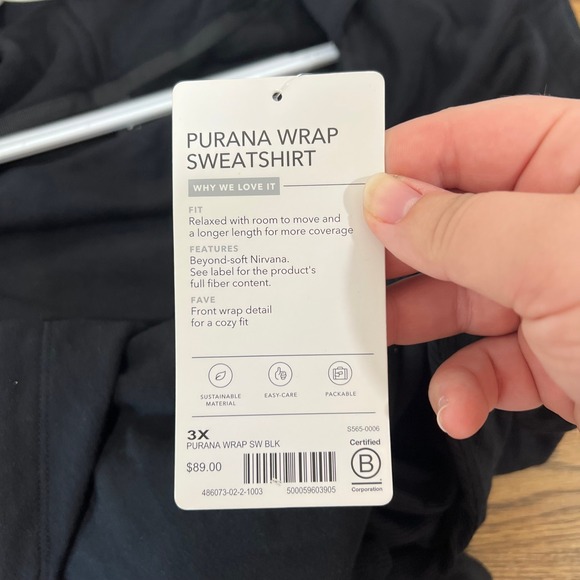 PURANA WRAP
SWEATSHIRT
WHY WE LOVE IT
FIT
Relaxed with room to move and
a longer length for more coverage
FEATURES
Beyond-soft Nirvana.
See label for the product's
full fiber content.
FAVE
Front wrap detail
for a cozy fit
SUSTAINABLE
MATERIAL
EASY-CARE
PACKABLE
3X
S565-0006
PURANA WRAP SW BLK
$89.00
486073-02-2-1003
500059603905
Certified
B
Corporation